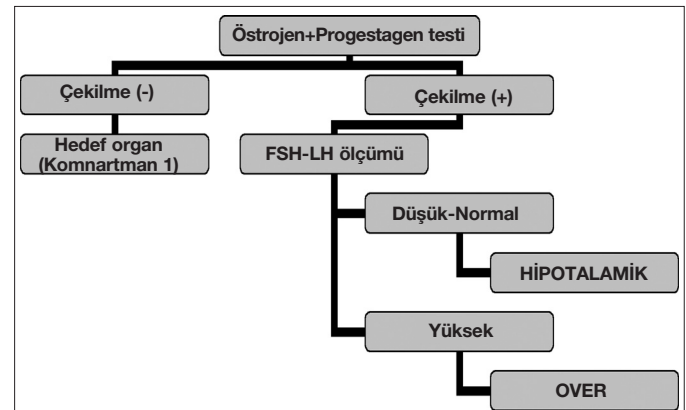 Östrojen+Progestagen testi
Çekilme (-)
Çekilme (+)
Hedef organ
(Komnartman 1)
FSH-LH ölçümü
Düşük-Normal
HİPOTALAMİK
Yüksek
OVER